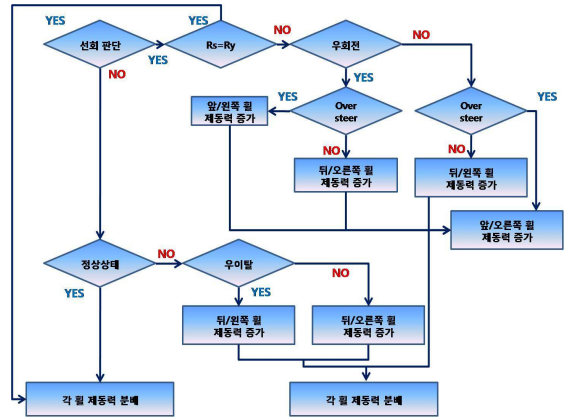 YES
YES
선회 판단
YES
Rs=Ry
NO
우회전
NO
NO
YES
앞/왼쪽 휠
제동력 증가
YES
Over
steer
Over
steer
YES
NO
NO
뒤/오른쪽 휠
제동력 증가
뒤/왼쪽 휠
제동력 증가
앞/오른쪽 휠
제동력 증가
정상상태
NO
우이탈
NO
YES
YES
뒤/왼쪽 휠
제동력 증가
뒤/오른쪽 휠
제동력 증가
각 휠 제동력 분배
각 휠 제동력 분배